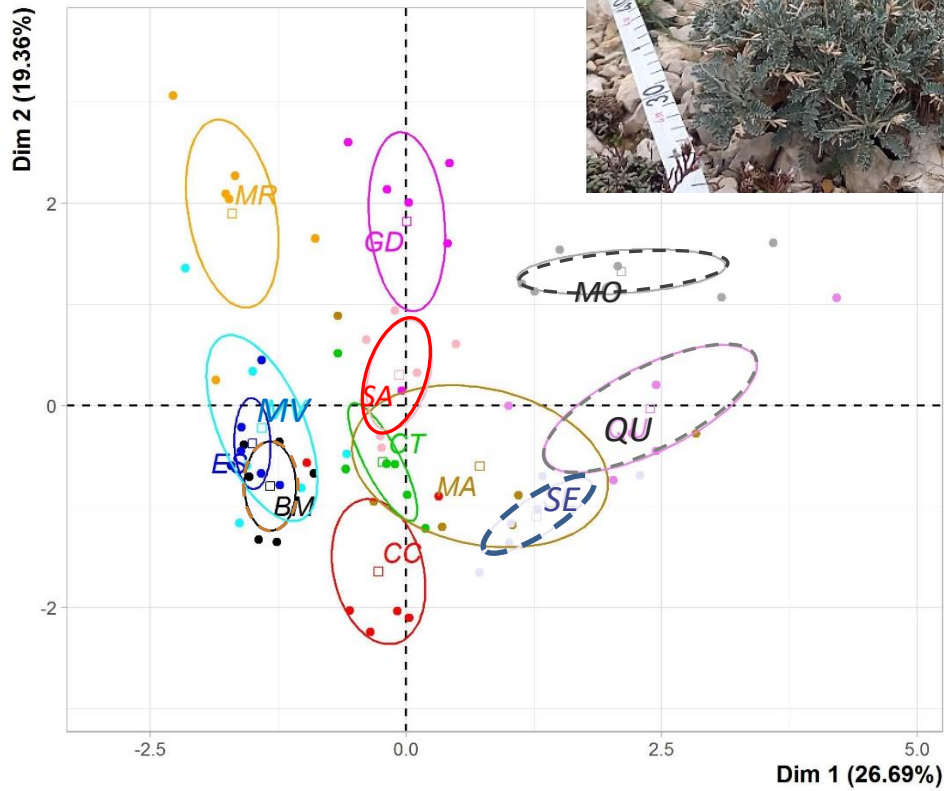 Dim 2 (19.36%)
30
MR
2
GD
MO
SA
0
MV
QU
CT
ES
MA
SE
BM
CC
-2
-2.5
0.0
2.5
5.0
Dim 1 (26.69%)